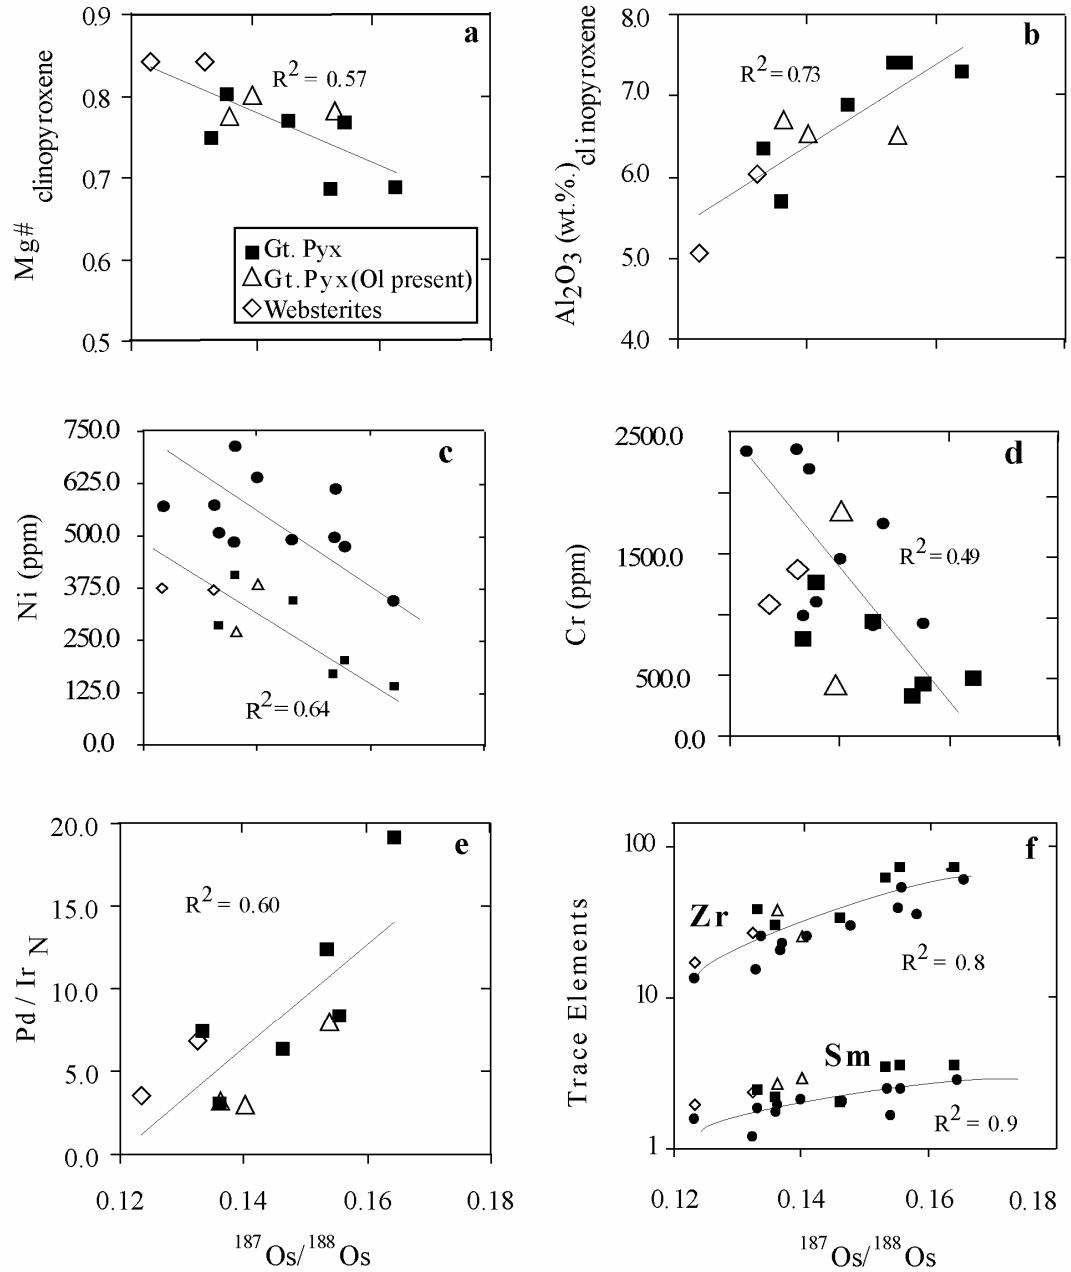 0.9
0.8
0.7
0.6
0.5
Mg# clinopyroxene
a
R2 = 0.57
Gt. Pyx
Gt.Pyx(Ol present)
Websterites
8.0
7.0
6.0
5.0
4.0
Al2O3 (wt.%.) clinopyroxene
b
R2 = 0.73
750.0
625.0
500.0
375.0
250.0
125.0
0.0
Ni (ppm)
c
R2 = 0.64
2500.0
1500.0
500.0
0.0
Cr (ppm)
d
R2 = 0.49
20.0
15.0
10.0
5.0
0.0
Pd / Ir N
e
R2 = 0.60
0.12 0.14 0.16 0.18
187Os/188Os
100
10
1
Trace Elements
f
Zr
R2 = 0.8
Sm
R2 = 0.9
0.12 0.14 0.16 0.18
187Os/188Os